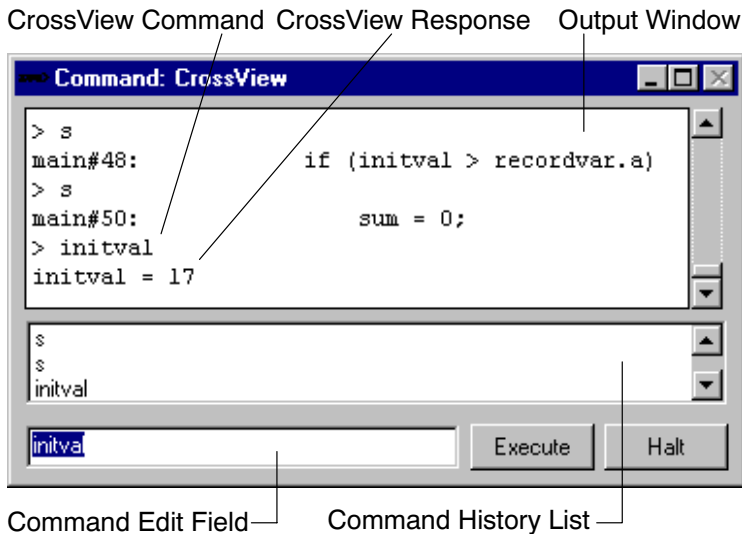 CrossView Command CrossView Response Output Window
Command: CrossView
> s
main#48: if (initval > recordvar.a)
> s
main#50: sum = 0;
> initval
initval = 17
s
s
initval
initval Execute Halt
Command Edit Field Command History List